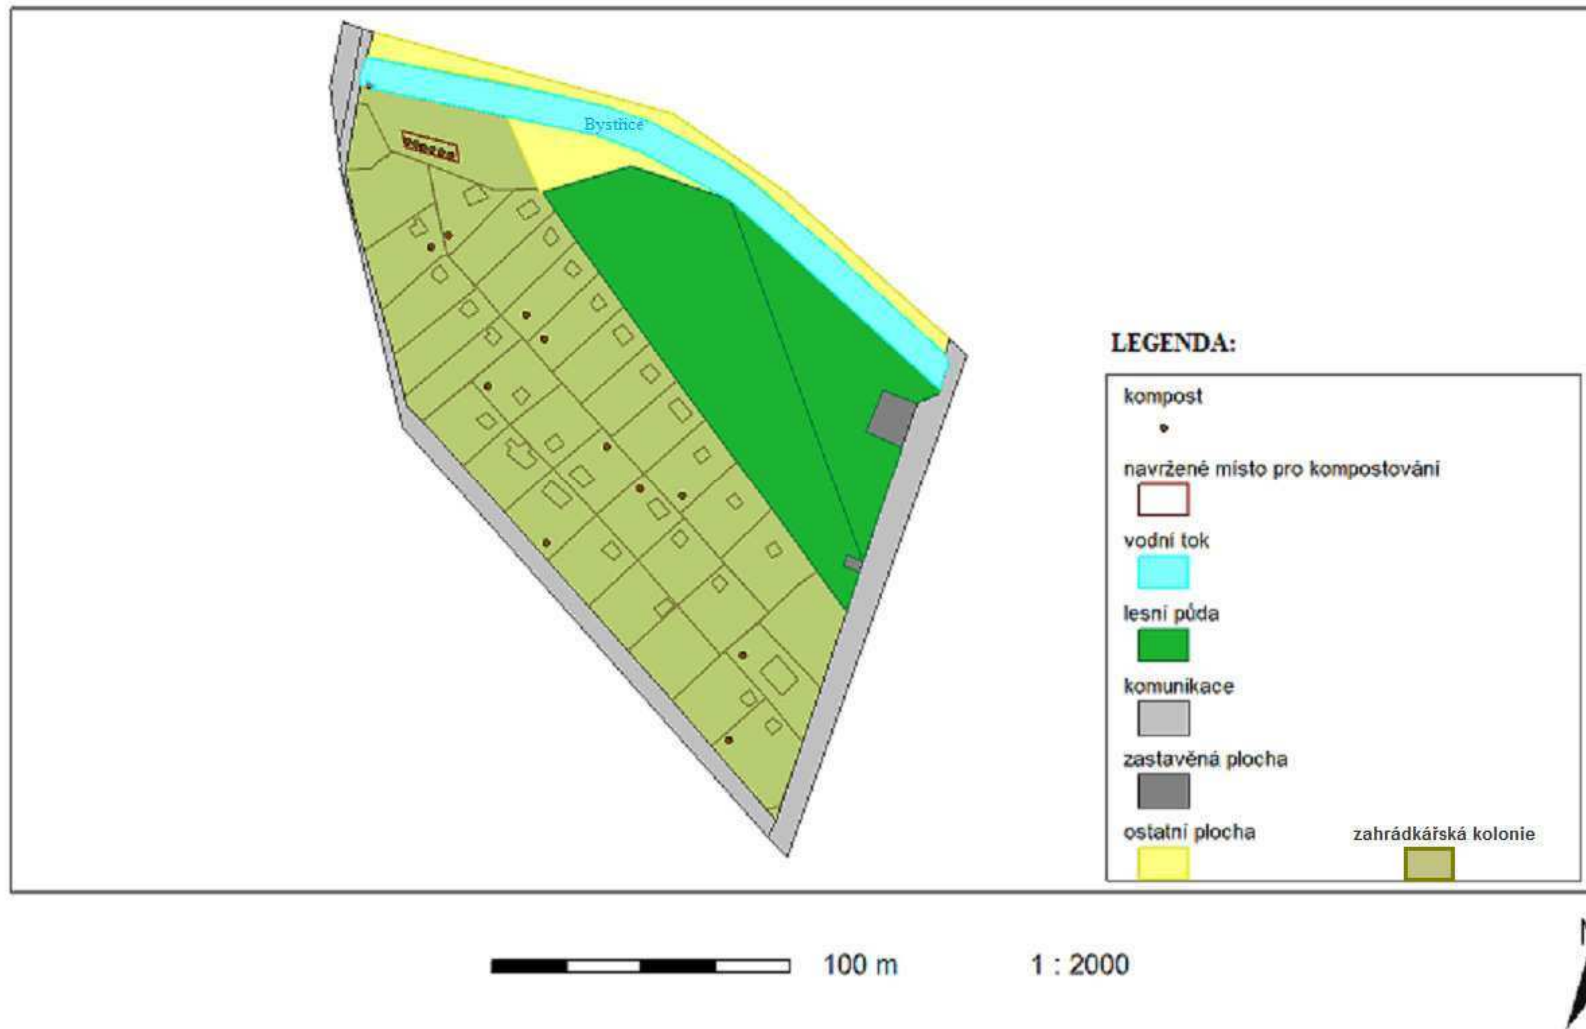 Bystřice
LEGENDA:
kompost
navržené místo pro kompostování
vodní tok
lesní půda
komunikace
zastavěná plocha
ostatní plocha
zahrádkářská kolonie
100 m
1 : 2000